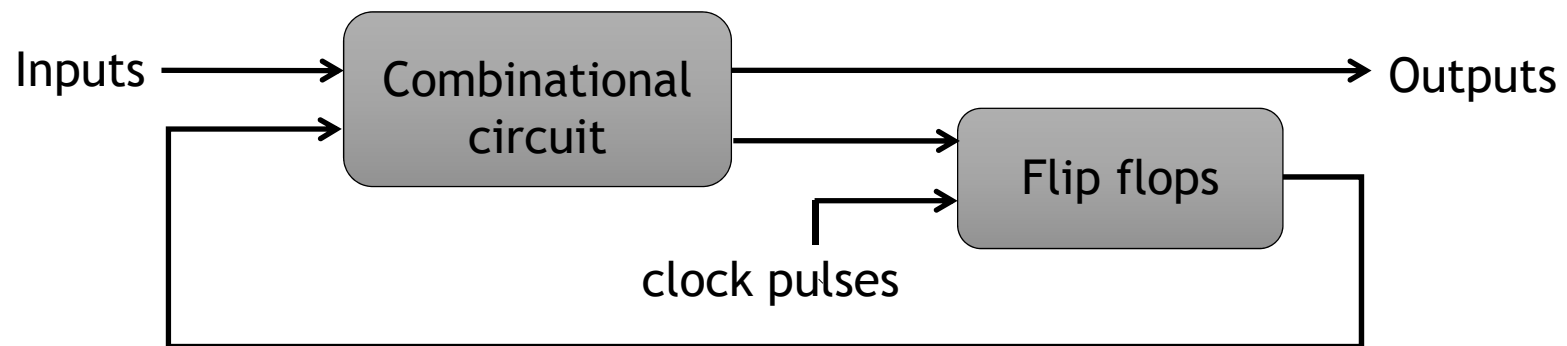 Inputs
Combinational
circuit
Outputs
Flip flops
clock pulses